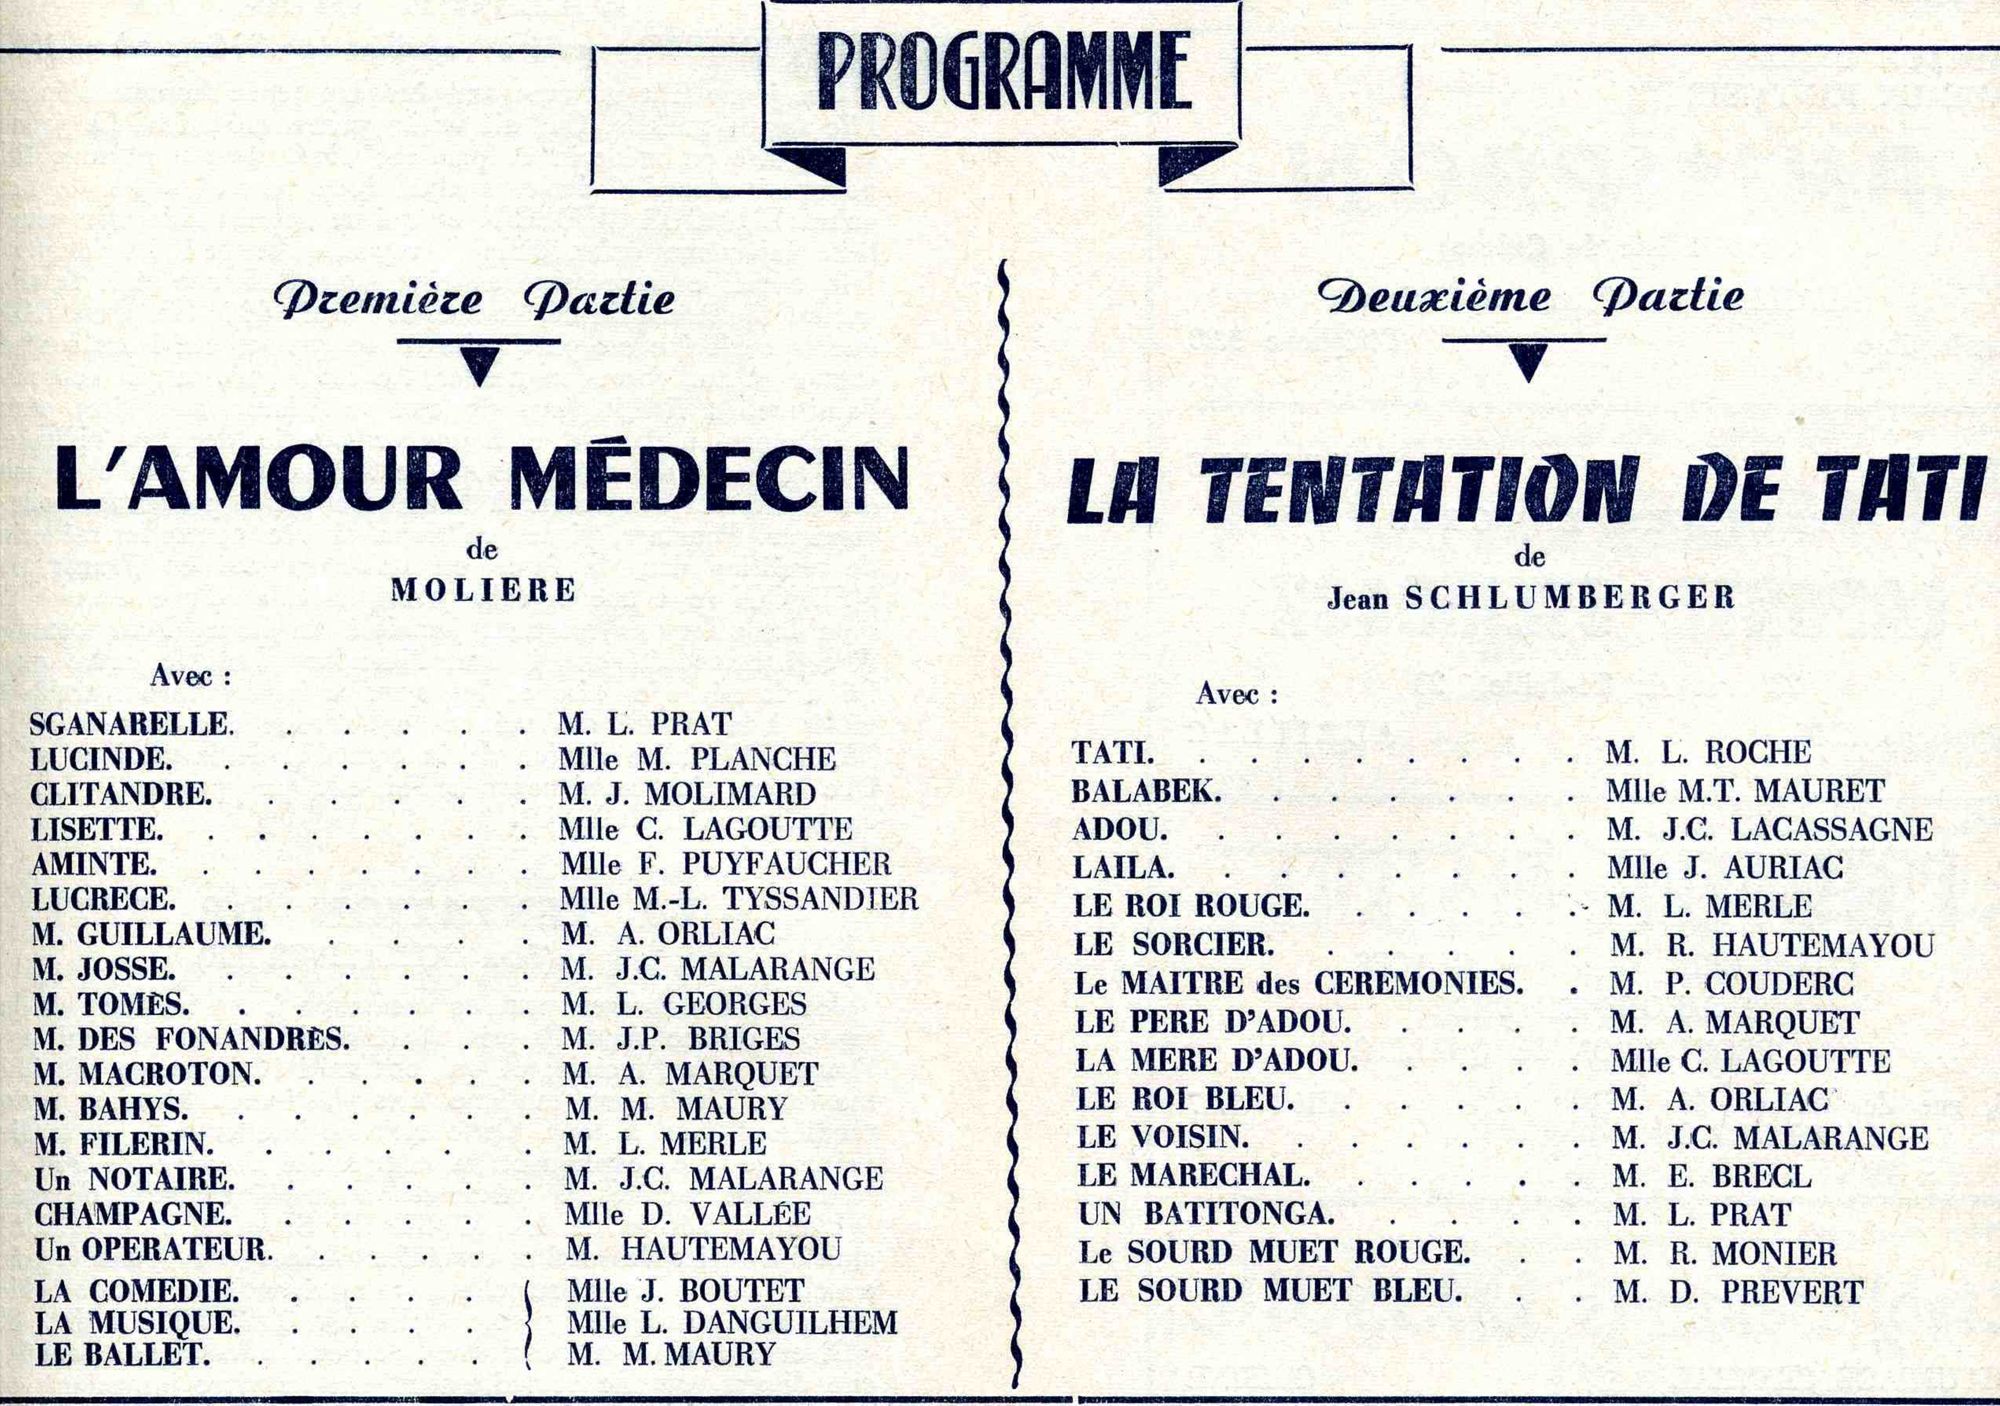 PROGRAMME
Première Partie
L'AMOUR MÉDECIN
de
MOLIERE
Avec :
SGANARELLE. . . . . . M. L. PRAT
LUCINDE. . . . . . . Mlle M. PLANCHE
CLITANDRE. . . . . . M. J. MOLIMARD
LISETTE. . . . . . . Mlle C. LAGOUTTE
AMINTE. . . . . . . Mlle F. PUYFAUCHER
LUCRECE. . . . . . . Mlle M.-L. TYSSANDIER
M. GUILLAUME. . . . . M. A. ORLIAC
M. JOSSE. . . . . . . M. J.C. MALARANGE
M. TOMÈS. . . . . . . M. L. GEORGES
M. DES FONANDRÈS. . . . M. J.P. BRIGES
M. MACROTON. . . . . . M. A. MARQUET
M. BAHYS. . . . . . . M. M. MAURY
M. FILERIN. . . . . . M. L. MERLE
Un NOTAIRE. . . . . . M. J.C. MALARANGE
CHAMPAGNE. . . . . . Mlle D. VALLÉE
Un OPERATEUR. . . . . M. HAUTEMAYOU
LA COMEDIE. . . . . Mlle J. BOUTET
LA MUSIQUE. . . . . Mlle L. DANGUILHEM
LE BALLET. . . . . . M. M. MAURY
Deuxième Partie
LA TENTATION DE TATI
de
Jean SCHLUMBERGER
Avec :
TATI. . . . . . . . M. L. ROCHE
BALABEK. . . . . . . Mlle M.T. MAURET
ADOU. . . . . . . . M. J.C. LACASSAGNE
LAILA. . . . . . . . Mlle J. AURIAC
LE ROI ROUGE. . . . . . M. L. MERLE
LE SORCIER. . . . . . M. R. HAUTEMAYOU
Le MAITRE des CEREMONIES. . M. P. COUDERC
LE PERE D'ADOU. . . . . M. A. MARQUET
LA MERE D'ADOU. . . . . Mlle C. LAGOUTTE
LE ROI BLEU. . . . . . M. A. ORLIAC
LE VOISIN. . . . . . . M. J.C. MALARANGE
LE MARECHAL. . . . . . M. E. BRECL
UN BATITONGA. . . . . M. L. PRAT
Le SOURD MUET ROUGE. . . M. R. MONIER
LE SOURD MUET BLEU. . . M. D. PREVERT